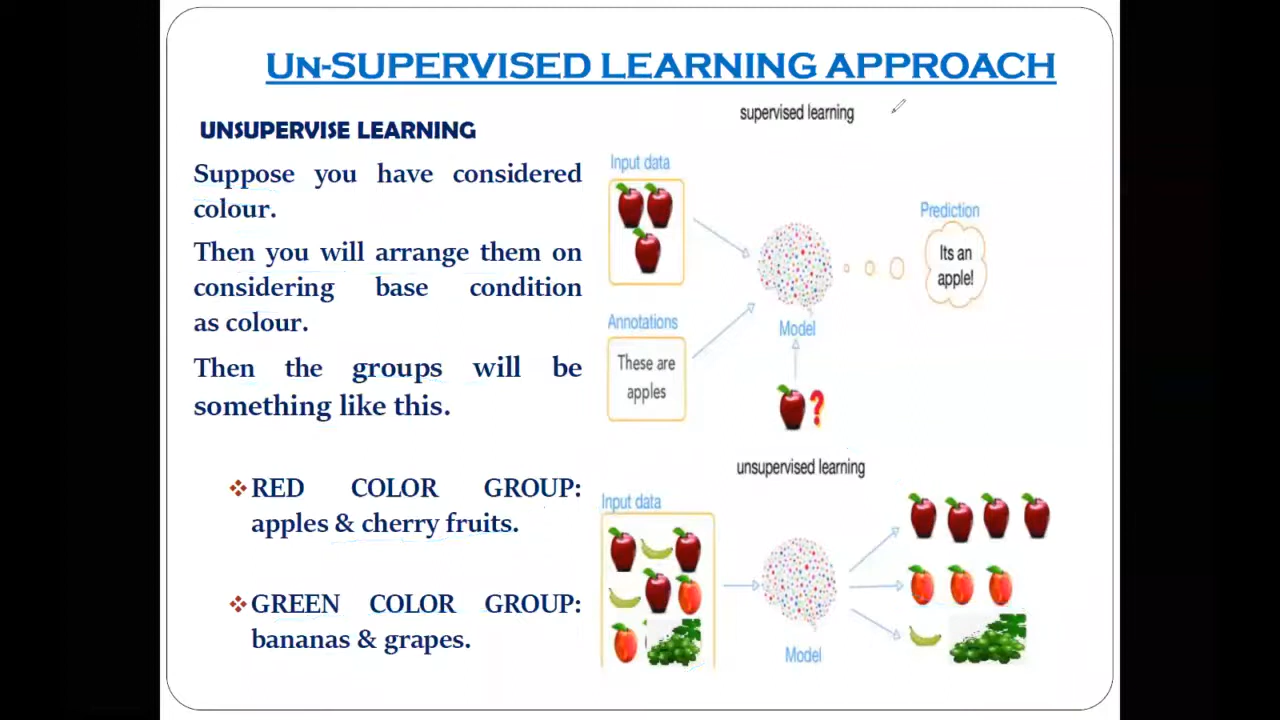 Un-SUPERVISED LEARNING APPROACH
UNSUPERVISE LEARNING
Suppose you have considered
colour.
Then you will arrange them on
considering base condition
as colour.
Then the groups will be
something like this.
❖ RED COLOR GROUP:
apples & cherry fruits.
❖ GREEN COLOR GROUP:
bananas & grapes.
supervised learning
Input data
Prediction
Its an
apple!
Annotations
Model
These are
apples
?
unsupervised learning
Input data
Model